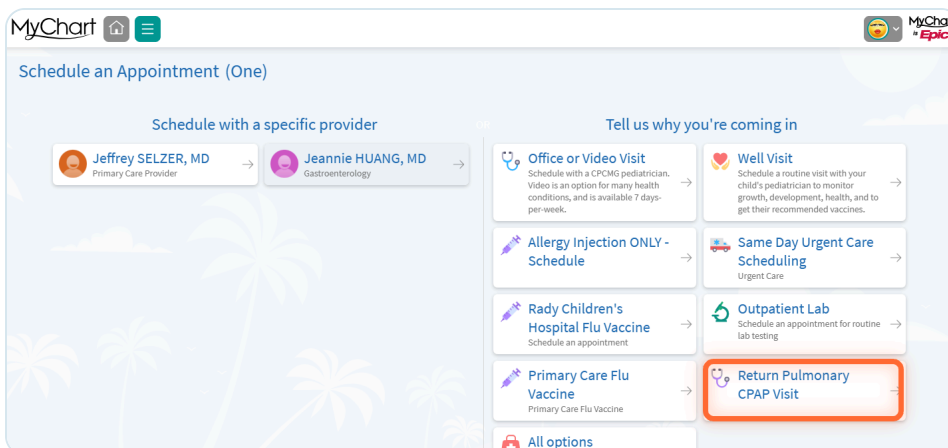 MyChart
MyCha
is Epic
Schedule an Appointment (One)
Schedule with a specific provider
OR
Tell us why you're coming in
Jeffrey SELZER, MD
Primary Care Provider
Jeannie HUANG, MD
Gastroenterology
Office or Video Visit
Schedule with a CPCMG pediatrician.
Video is an option for many health
conditions, and is available 7 days-
per-week.
Well Visit
Schedule a routine visit with your
child's pediatrician to monitor
growth, development, health, and to
get their recommended vaccines.
Allergy Injection ONLY -
Schedule
Same Day Urgent Care
Scheduling
Urgent Care
Rady Children's
Hospital Flu Vaccine
Schedule an appointment
Outpatient Lab
Schedule an appointment for routine
lab testing
Primary Care Flu
Vaccine
Primary Care Flu Vaccine
Return Pulmonary
CPAP Visit
All options